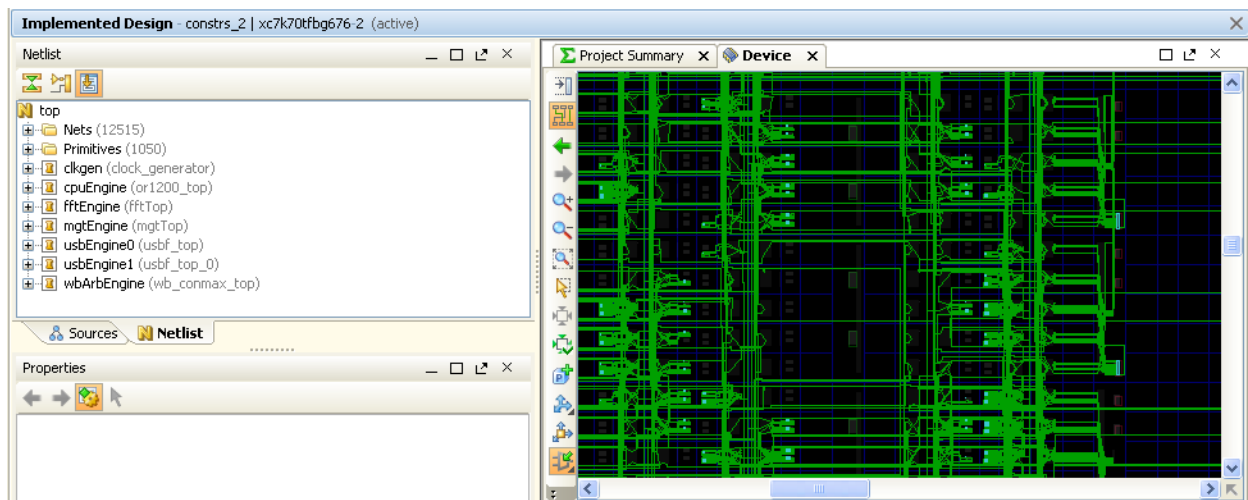 Implemented Design - constrs_2 | xc7k70tfbg676-2 (active)
Netlist
top
Nets (12515)
Primitives (1050)
clkgen (clock_generator)
cpuEngine (or1200_top)
fftEngine (fftTop)
mgtEngine (mgtTop)
usbEngine0 (usbf_top)
usbEngine1 (usbf_top_0)
wbArbEngine (wb_conmax_top)
Sources
Netlist
Properties
Project Summary
Device